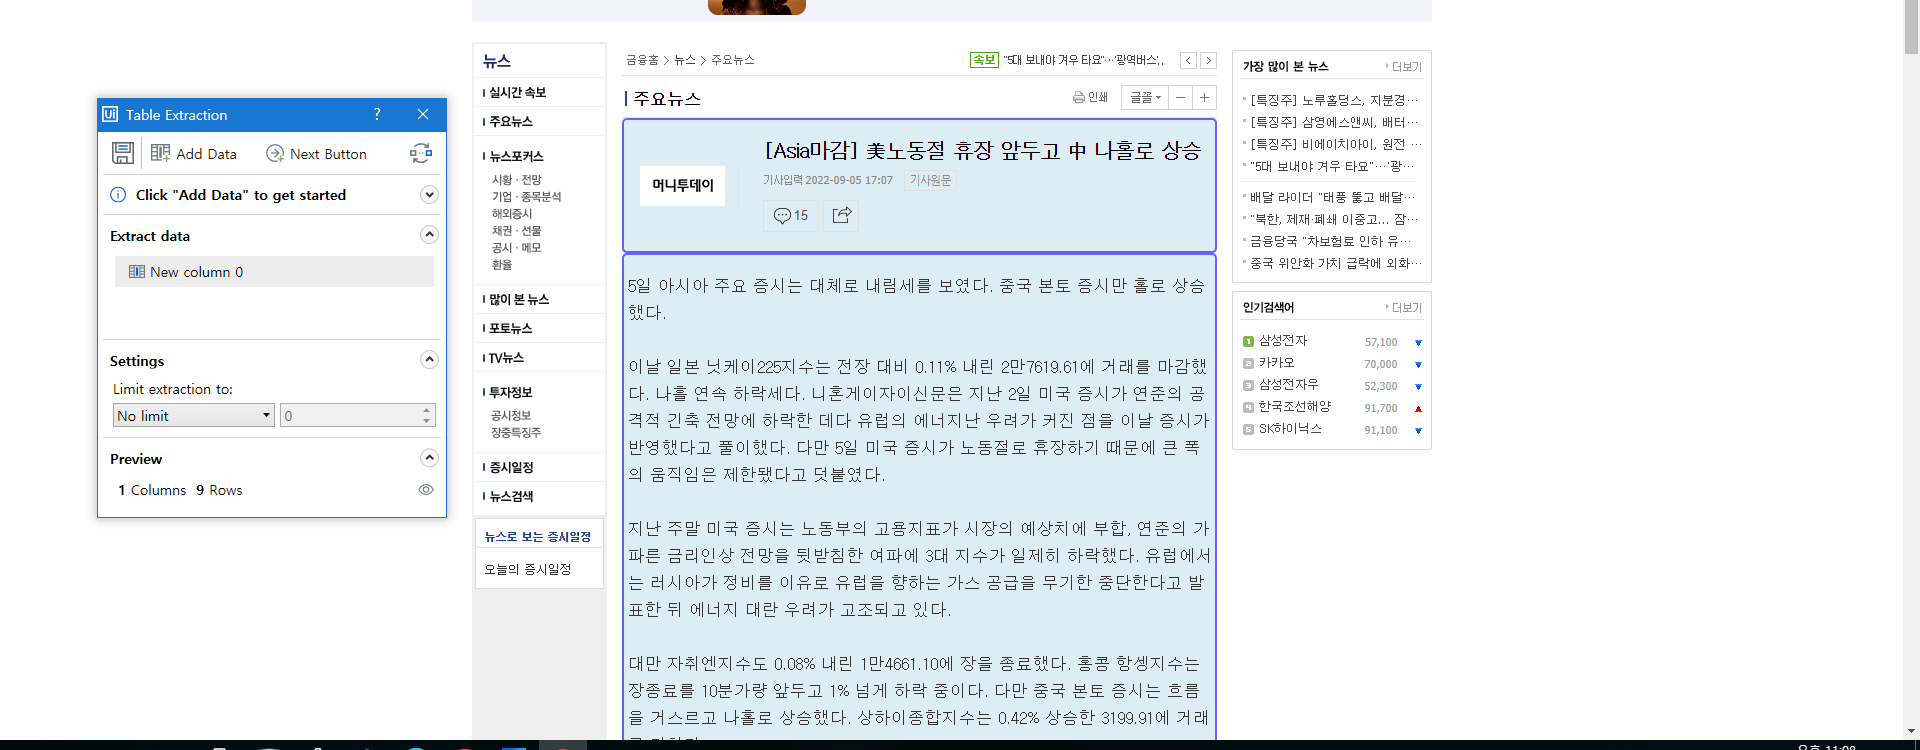 Table Extraction
?
Add Data
Next Button
Click "Add Data" to get started
Extract data
New column 0
Settings
Limit extraction to:
No limit
0
Preview
1 Columns 9 Rows
뉴스
실시간 속보
주요뉴스
뉴스포커스
시황 · 전망
기업 · 종목분석
해외증시
채권 · 선물
공시 · 메모
환율
많이 본 뉴스
포토뉴스
TV뉴스
투자정보
공시정보
장중특징주
증시일정
뉴스검색
뉴스로 보는 증시일정
오늘의 증시일정
금융홈 > 뉴스 > 주요뉴스
속보 "5대 보내야 겨우 타요"…'광역버스'..
주요뉴스
인쇄
글꼴
[Asia마감] 美노동절 휴장 앞두고 中 나홀로 상승
머니투데이
기사입력 2022-09-05 17:07
기사원문
15
5일 아시아 주요 증시는 대체로 내림세를 보였다. 중국 본토 증시만 홀로 상승
했다.
이날 일본 닛케이225지수는 전장 대비 0.11% 내린 2만7619.61에 거래를 마감했
다. 나흘 연속 하락세다. 니혼게이자이신문은 지난 2일 미국 증시가 연준의 공
격적 긴축 전망에 하락한 데다 유럽의 에너지난 우려가 커진 점을 이날 증시가
반영했다고 풀이했다. 다만 5일 미국 증시가 노동절로 휴장하기 때문에 큰 폭
의 움직임은 제한됐다고 덧붙였다.
지난 주말 미국 증시는 노동부의 고용지표가 시장의 예상치에 부합, 연준의 가
파른 금리인상 전망을 뒷받침한 여파에 3대 지수가 일제히 하락했다. 유럽에서
는 러시아가 정비를 이유로 유럽을 향하는 가스 공급을 무기한 중단한다고 발
표한 뒤 에너지 대란 우려가 고조되고 있다.
대만 자취엔지수도 0.08% 내린 1만4661.10에 장을 종료했다. 홍콩 항셍지수는
장종료를 10분가량 앞두고 1% 넘게 하락 중이다. 다만 중국 본토 증시는 흐름
을 거스르고 나홀로 상승했다. 상하이종합지수는 0.42% 상승한 3199.91에 거래
가장 많이 본 뉴스
더보기
[특징주] 노루홀딩스, 지분경…
[특징주] 삼영에스앤씨, 배터…
[특징주] 비에이치아이, 원전 …
"5대 보내야 겨우 타요"…'광…
배달 라이더 "태풍 뚫고 배달…
"북한, 제재·폐쇄 이중고… 잠…
금융당국 "차보험료 인하 유…
중국 위안화 가치 급락에 외화…
인기검색어
더보기
1 삼성전자 57,100
2 카카오 70,000
3 삼성전자우 52,300
4 한국조선해양 91,700
5 SK하이닉스 91,100